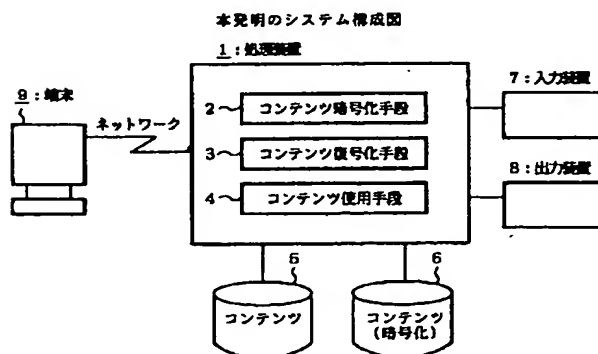 本発明のシステム構成図
1：処理装置
9：端末
ネットワーク
2
コンテンツ暗号化手段
3
コンテンツ復号化手段
4
コンテンツ使用手段
7：入力装置
8：出力装置
5
コンテンツ
6
コンテンツ
(暗号化)